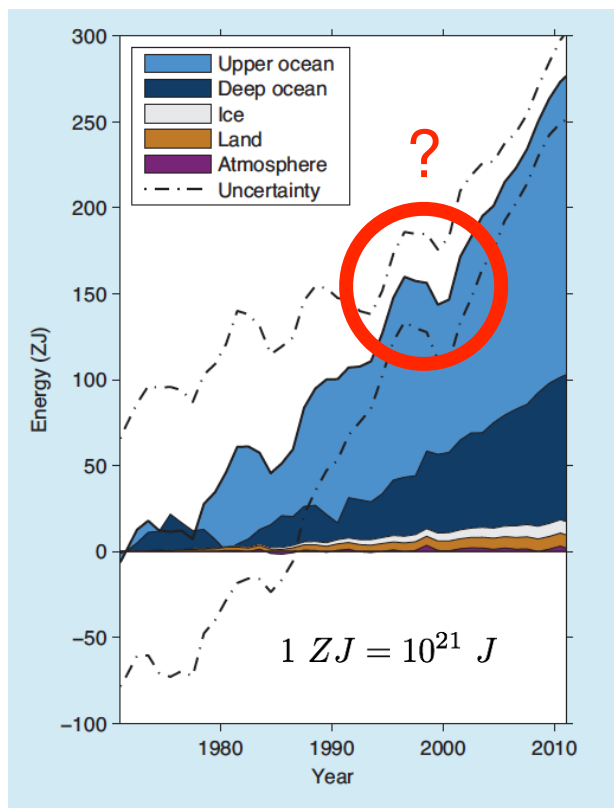 300
250
200
150
100
50
0
−50
−100
Energy (ZJ)
Upper ocean
Deep ocean
Ice
Land
Atmosphere
Uncertainty
?
1 ZJ = 10²¹ J
1980
1990
2000
2010
Year